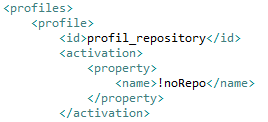 <profiles>
<profile>
<id>profil_repository</id>
<activation>
<property>
<name>!noRepo</name>
</property>
</activation>